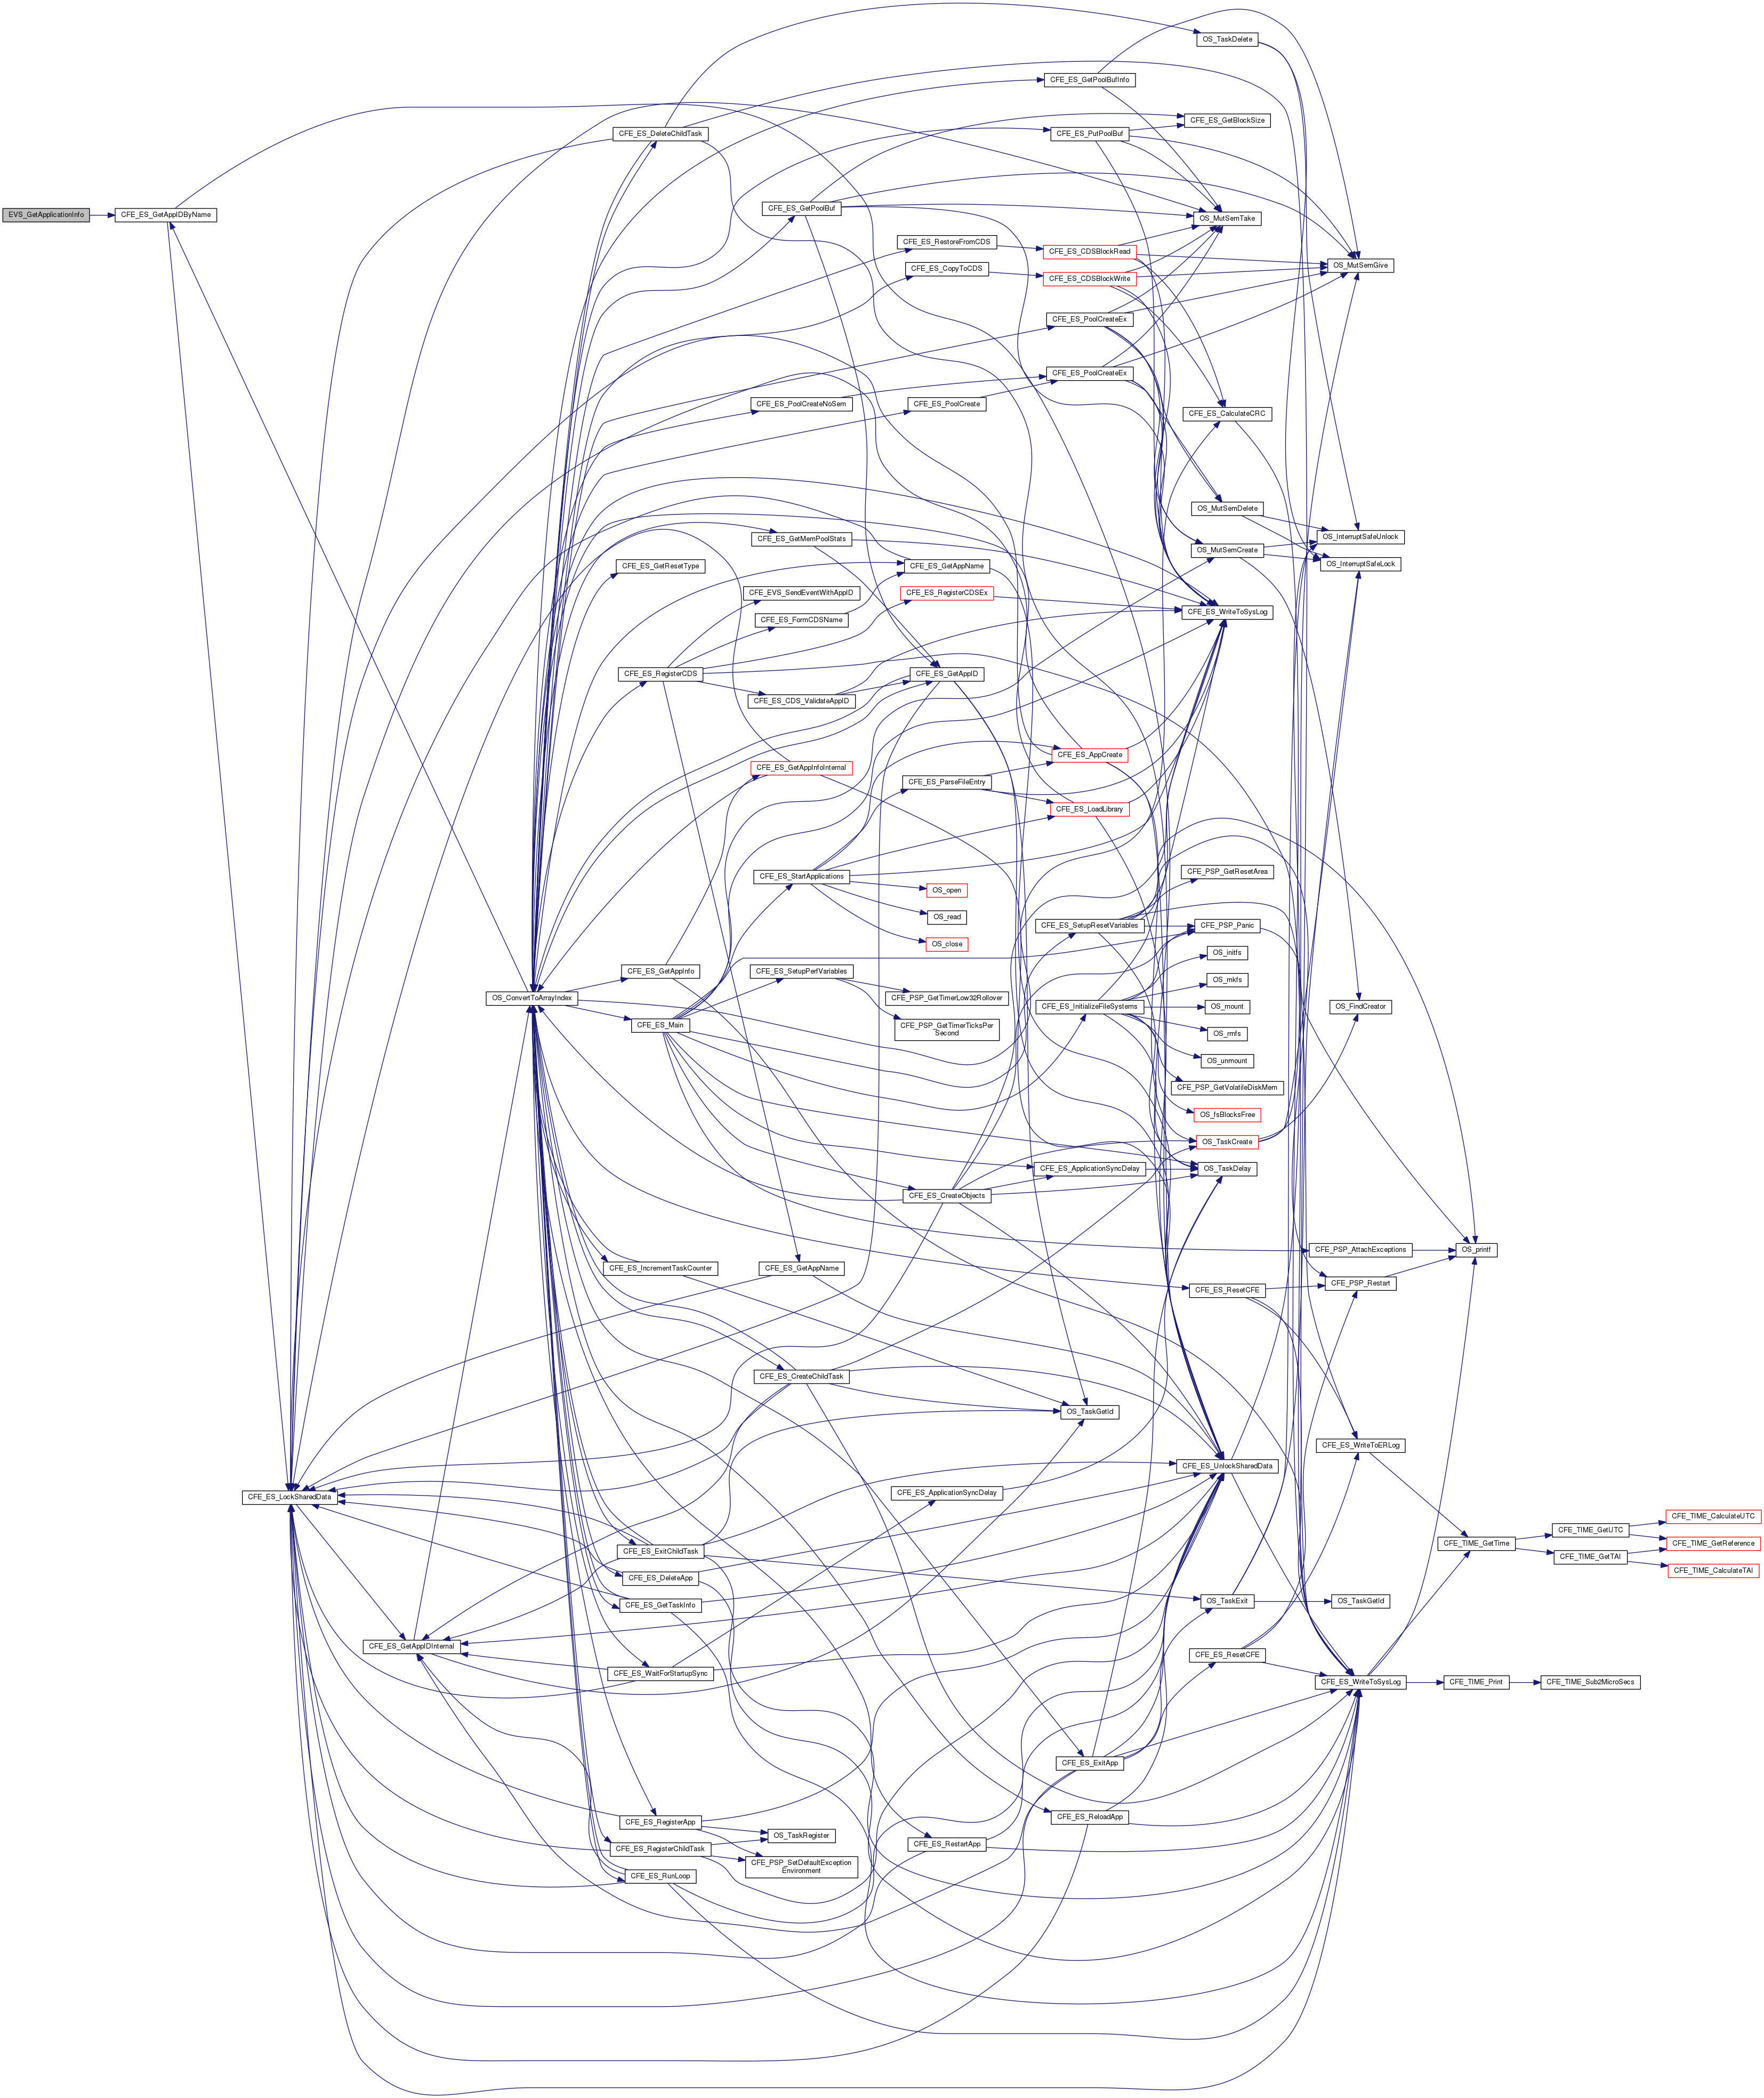 OS_TaskDelete
CFE_ES_GetPoolBufInfo
CFE_ES_GetBlockSize
CFE_ES_DeleteChildTask
CFE_ES_PutPoolBuf
EVS_GetApplicationInfo
CFE_ES_GetAppIDByName
CFE_ES_GetPoolBuf
OS_MutSemTake
CFE_ES_RestoreFromCDS
CFE_ES_CDSBlockRead
OS_MutSemGive
CFE_ES_CopyToCDS
CFE_ES_CDSBlockWrite
CFE_ES_PoolCreateEx
CFE_ES_PoolCreateEx
CFE_ES_PoolCreateNoSem
CFE_ES_PoolCreate
CFE_ES_CalculateCRC
OS_MutSemDelete
CFE_ES_GetMemPoolStats
OS_InterruptSafeUnlock
OS_MutSemCreate
CFE_ES_GetResetType
CFE_ES_GetAppName
OS_InterruptSafeLock
CFE_EVS_SendEventWithAppID
CFE_ES_RegisterCDSEx
CFE_ES_WriteToSysLog
CFE_ES_FormCDSName
CFE_ES_RegisterCDS
CFE_ES_GetAppID
CFE_ES_CDS_ValidateAppID
CFE_ES_AppCreate
CFE_ES_GetAppInfoInternal
CFE_ES_ParseFileEntry
CFE_ES_LoadLibrary
CFE_ES_StartApplications
CFE_PSP_GetResetArea
OS_open
OS_read
CFE_ES_SetupResetVariables
CFE_PSP_Panic
OS_close
OS_initfs
CFE_ES_GetAppInfo
CFE_ES_SetupPerfVariables
OS_mkfs
OS_ConvertToArrayIndex
CFE_PSP_GetTimerLow32Rollover
CFE_ES_InitializeFileSystems
OS_mount
OS_FindCreator
CFE_ES_Main
CFE_PSP_GetTimerTicksPer
Second
OS_rmfs
OS_unmount
CFE_PSP_GetVolatileDiskMem
OS_fsBlocksFree
OS_TaskCreate
CFE_ES_ApplicationSyncDelay
OS_TaskDelay
CFE_ES_CreateObjects
CFE_PSP_AttachExceptions
OS_printf
CFE_ES_IncrementTaskCounter
CFE_ES_GetAppName
CFE_PSP_Restart
CFE_ES_ResetCFE
CFE_ES_CreateChildTask
OS_TaskGetId
CFE_ES_WriteToERLog
CFE_ES_UnlockSharedData
CFE_ES_LockSharedData
CFE_ES_ApplicationSyncDelay
CFE_TIME_CalculateUTC
CFE_TIME_GetUTC
CFE_TIME_GetTime
CFE_TIME_GetReference
CFE_ES_ExitChildTask
CFE_TIME_GetTAI
CFE_TIME_CalculateTAI
CFE_ES_DeleteApp
CFE_ES_GetTaskInfo
OS_TaskExit
OS_TaskGetId
CFE_ES_GetAppIDInternal
CFE_ES_ResetCFE
CFE_ES_WaitForStartupSync
CFE_ES_WriteToSysLog
CFE_TIME_Print
CFE_TIME_Sub2MicroSecs
CFE_ES_ExitApp
CFE_ES_ReloadApp
CFE_ES_RegisterApp
OS_TaskRegister
CFE_ES_RestartApp
CFE_ES_RegisterChildTask
CFE_PSP_SetDefaultException
Environment
CFE_ES_RunLoop